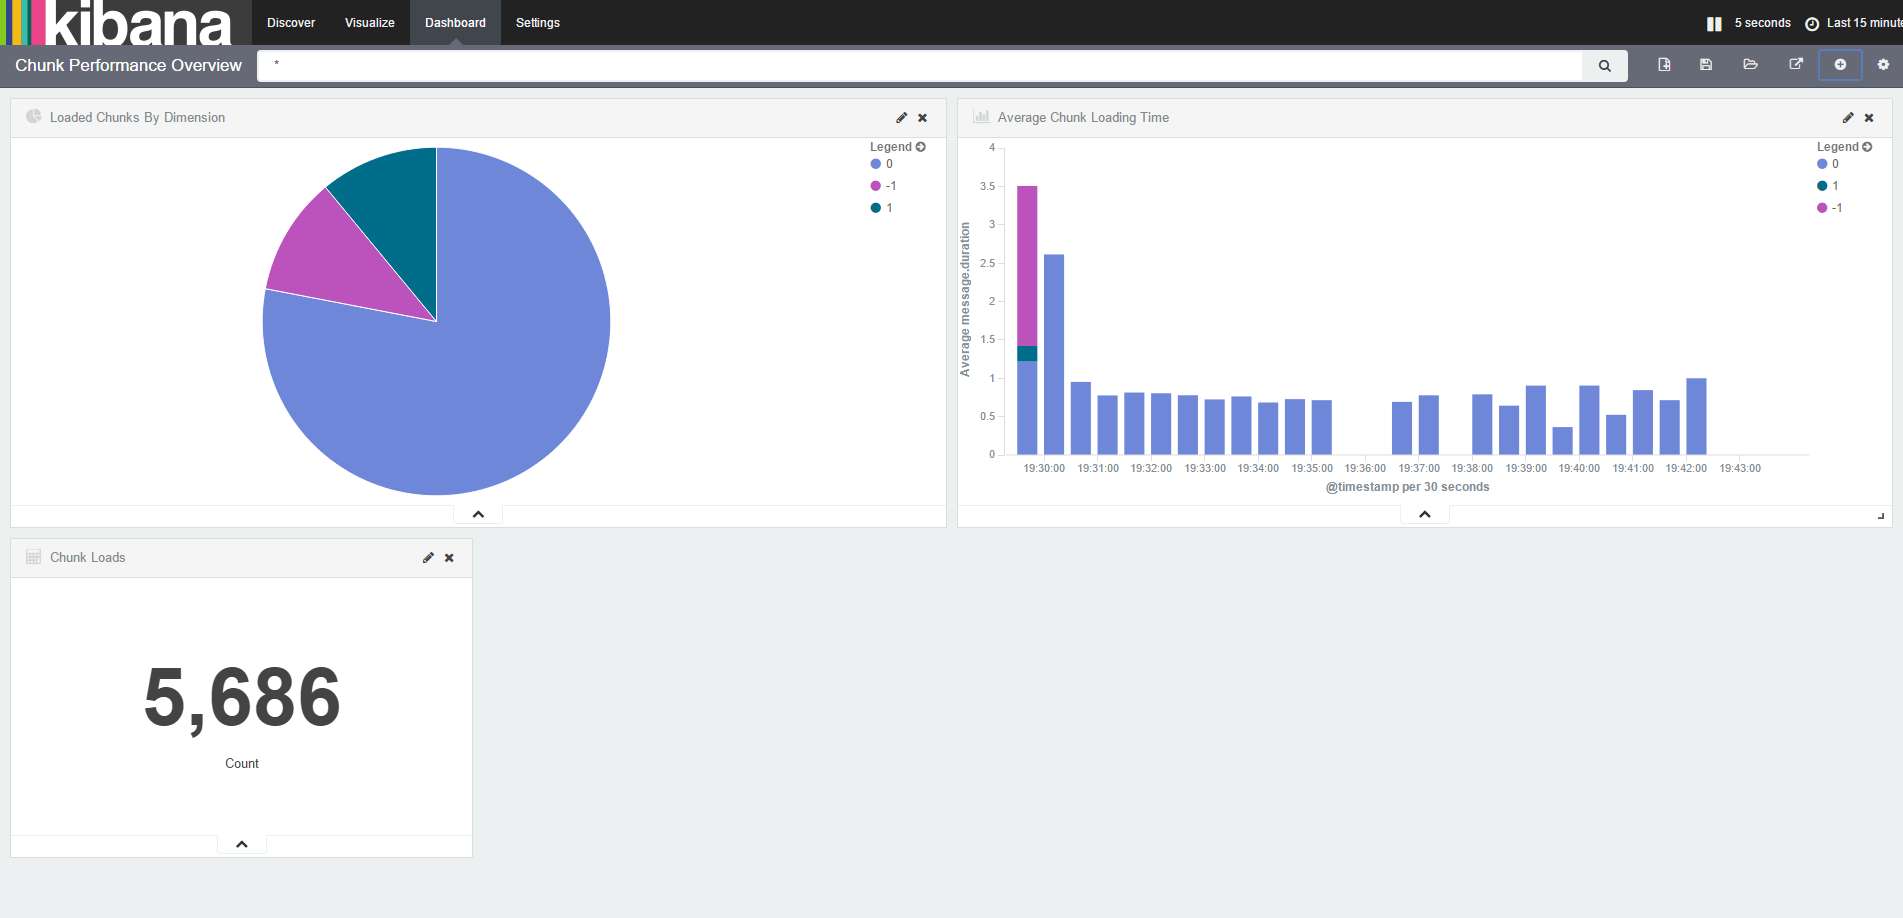 kibana Discover Visualize Dashboard Settings 5 seconds Last 15 minute
Chunk Performance Overview *
Loaded Chunks By Dimension
Legend
0
-1
1
Average Chunk Loading Time
Legend
0
1
-1
4
3.5
3
2.5
2
1.5
1
0.5
0
Average message.duration
19:30:00 19:31:00 19:32:00 19:33:00 19:34:00 19:35:00 19:36:00 19:37:00 19:38:00 19:39:00 19:40:00 19:41:00 19:42:00 19:43:00
@timestamp per 30 seconds
Chunk Loads
5,686
Count